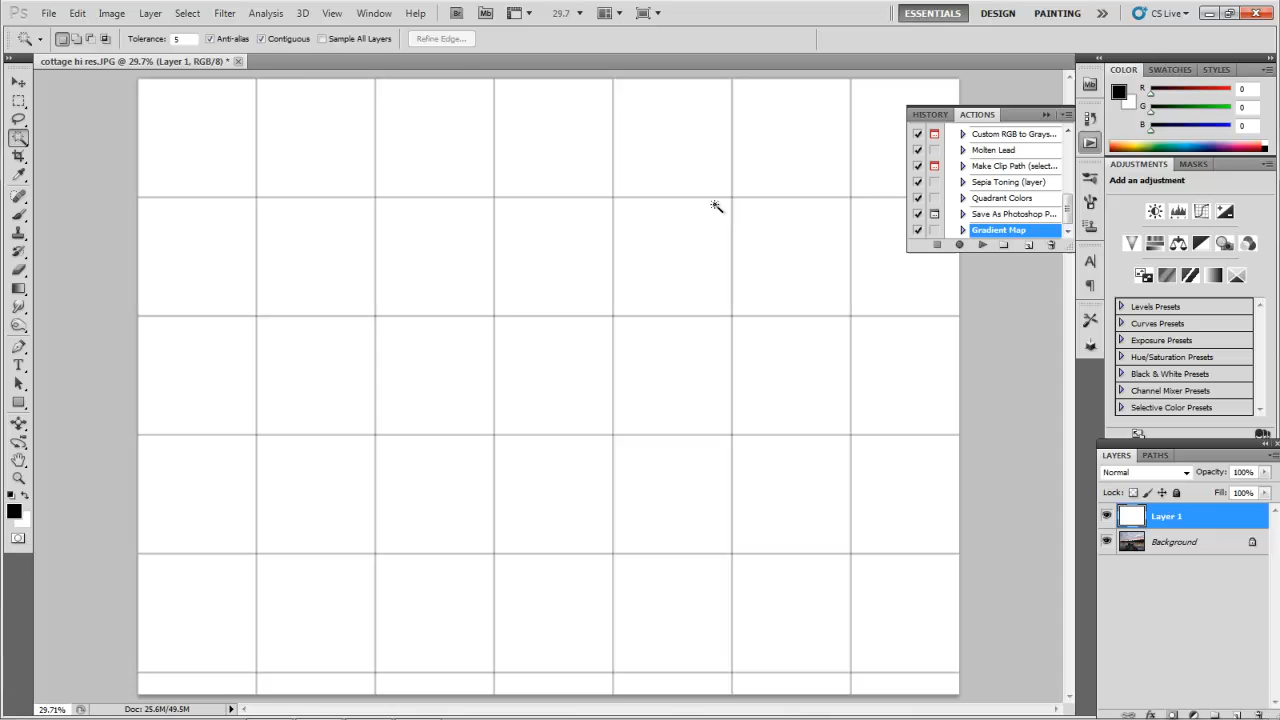 Ps File Edit Image Layer Select Filter Analysis 3D View Window Help Br Mb 29.7 ESSENTIALS DESIGN PAINTING CS Live
Tolerance: 5 Anti-alias Contiguous Sample All Layers Refine Edge...
cottage hi res.JPG @ 29.7% (Layer 1, RGB/8) *
HISTORY ACTIONS
Custom RGB to Grays...
Molten Lead
Make Clip Path (select...
Sepia Toning (layer)
Quadrant Colors
Save As Photoshop P...
Gradient Map
Mb
COLOR SWATCHES STYLES
R 0
G 0
B 0
ADJUSTMENTS MASKS
Add an adjustment
Levels Presets
Curves Presets
Exposure Presets
Hue/Saturation Presets
Black & White Presets
Channel Mixer Presets
Selective Color Presets
LAYERS PATHS
Normal Opacity: 100%
Lock: Fill: 100%
Layer 1
Background
29.71% Doc: 25.6M/49.5M